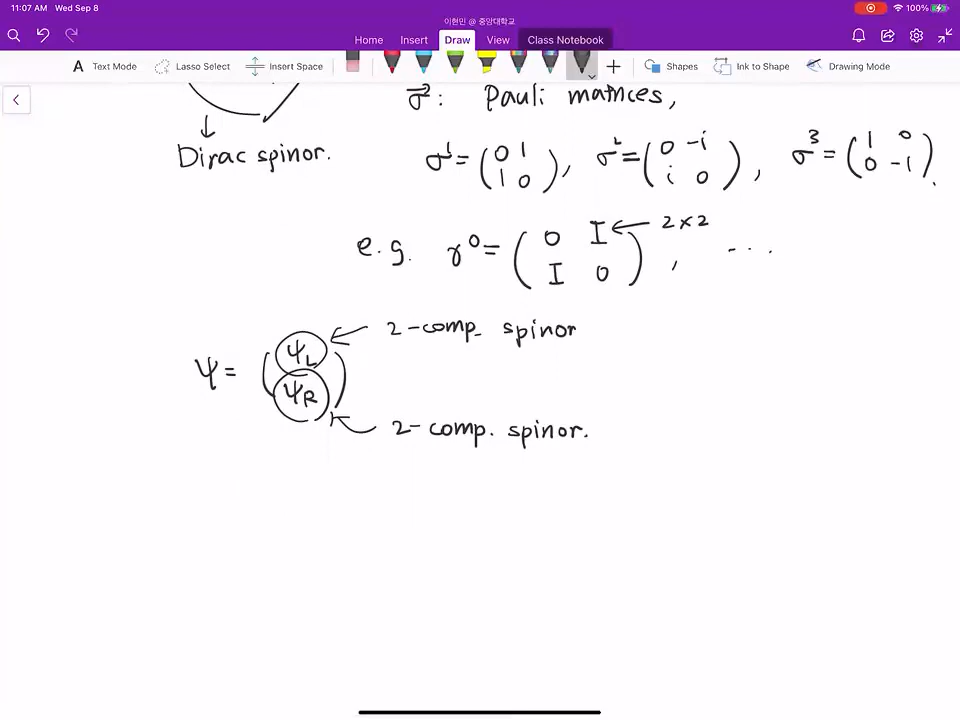 11:07 AM Wed Sep 8
100%
이현민 @ 중앙대학교
Home Insert Draw View Class Notebook
Text Mode Lasso Select Insert Space Shapes Ink to Shape Drawing Mode
σ⃗ : Pauli matrices,
Dirac spinor.
σ¹ = (0 1; 1 0), σ² = (0 -i; i 0), σ³ = (1 0; 0 -1).
e.g. γ⁰ = (0 I; I 0), ← 2×2 ...
ψ = (ψ_L; ψ_R)
2-comp. spinor
2-comp. spinor.